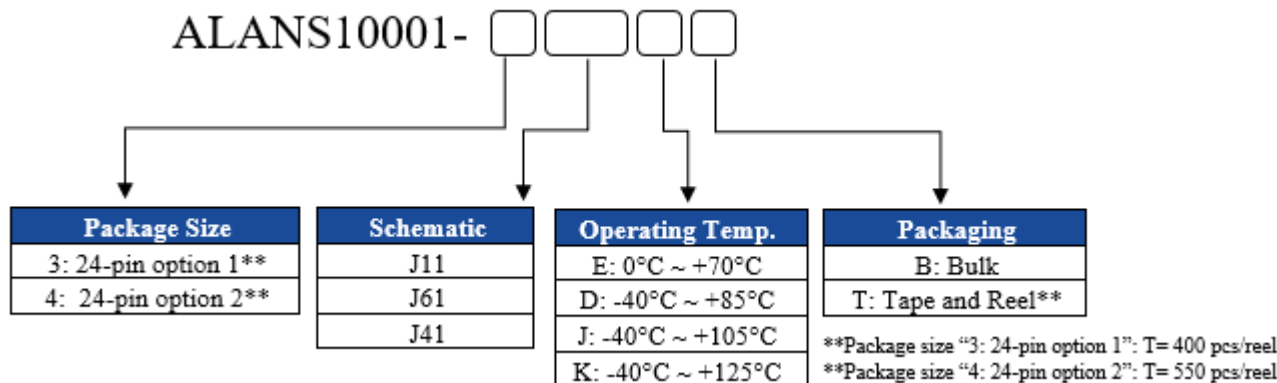 ALANS10001-
Package Size
3: 24-pin option 1**
4: 24-pin option 2**
Schematic
J11
J61
J41
Operating Temp.
E: 0°C ~ +70°C
D: -40°C ~ +85°C
J: -40°C ~ +105°C
K: -40°C ~ +125°C
Packaging
B: Bulk
T: Tape and Reel**
**Package size “3: 24-pin option 1”: T= 400 pcs/reel
**Package size “4: 24-pin option 2”: T= 550 pcs/reel